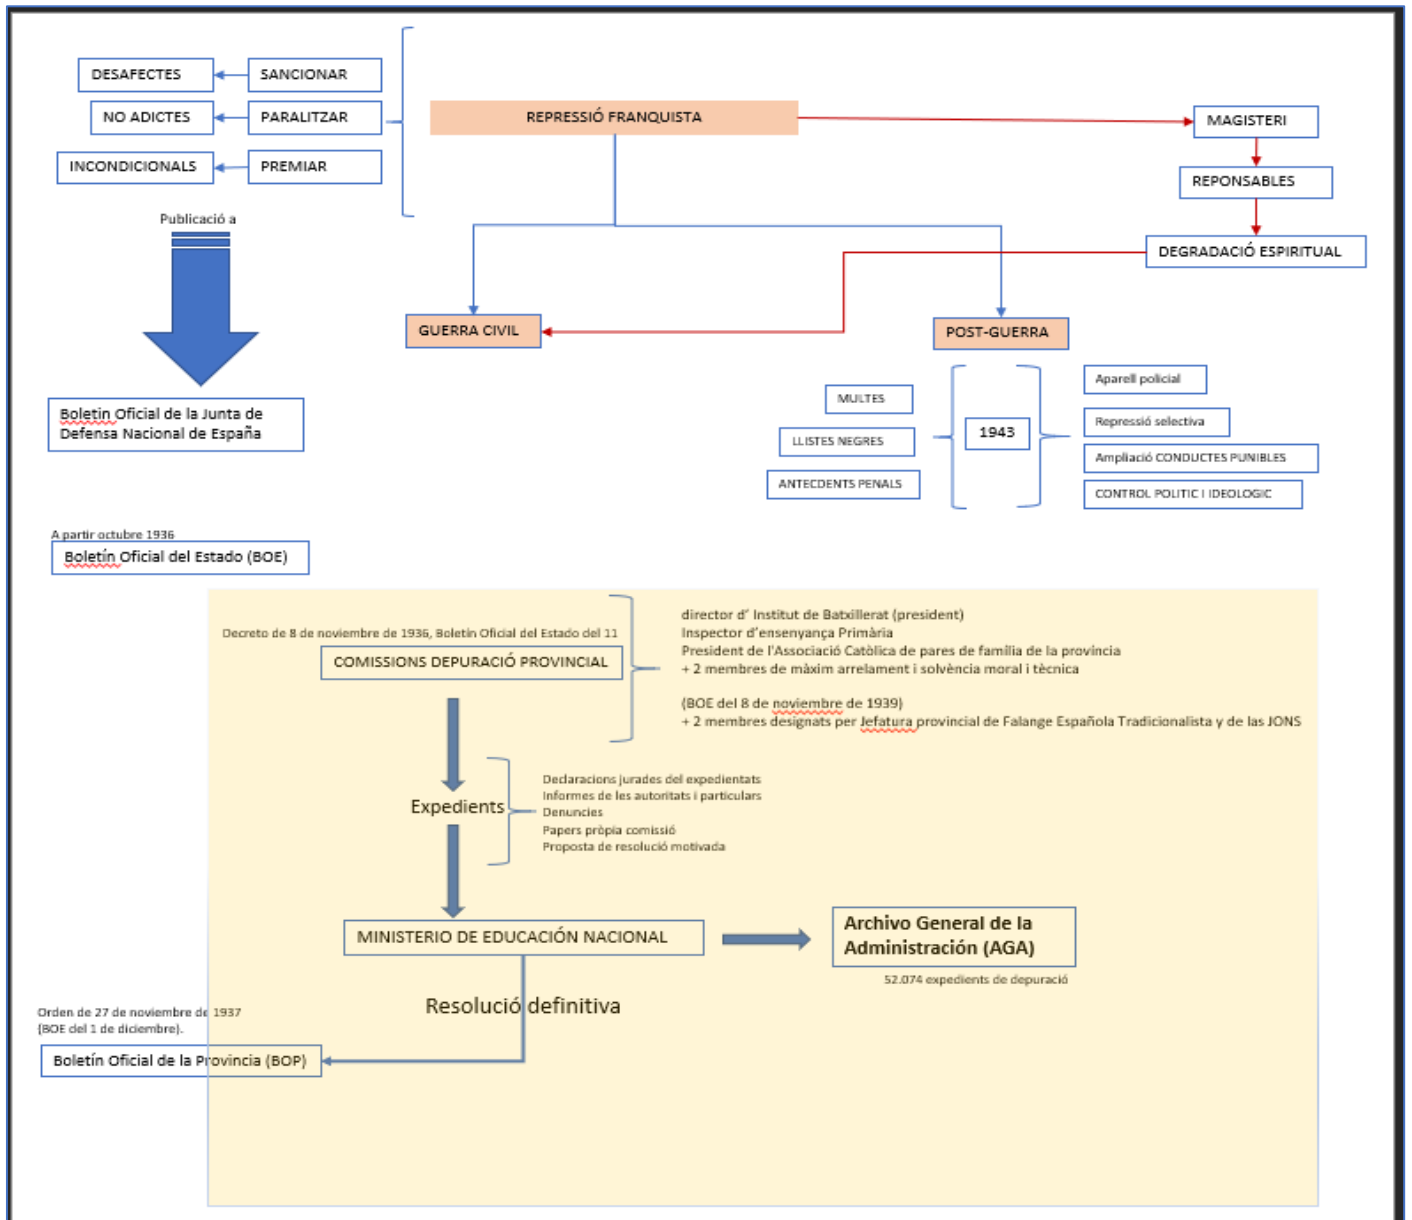 DESAFECTES
SANCIONAR
NO ADICTES
PARALITZAR
INCONDICIONALS
PREMIAR
REPRESSIÓ FRANQUISTA
MAGISTERI
REPONSABLES
DEGRADACIÓ ESPIRITUAL
Publicació a
Boletin Oficial de la Junta de
Defensa Nacional de España
GUERRA CIVIL
POST-GUERRA
MULTES
LLISTES NEGRES
ANTECDENTS PENALS
1943
Aparell policial
Repressió selectiva
Ampliació CONDUCTES PUNIBLES
CONTROL POLITIC I IDEOLOGIC
A partir octubre 1936
Boletín Oficial del Estado (BOE)
Decreto de 8 de noviembre de 1936, Boletín Oficial del Estado del 11
COMISSIONS DEPURACIÓ PROVINCIAL
director d' Institut de Batxillerat (president)
Inspector d'ensenyança Primària
President de l'Associació Catòlica de pares de família de la província
+ 2 membres de màxim arrelament i solvència moral i tècnica
(BOE del 8 de noviembre de 1939)
+ 2 membres designats per Jefatura provincial de Falange Española Tradicionalista y de las JONS
Expedients
Declaracions jurades del expedientats
Informes de les autoritats i particulars
Denuncies
Papers pròpia comissió
Proposta de resolució motivada
MINISTERIO DE EDUCACIÓN NACIONAL
Archivo General de la
Administración (AGA)
52.074 expedients de depuració
Resolució definitiva
Orden de 27 de noviembre de 1937
(BOE del 1 de diciembre).
Boletín Oficial de la Provincia (BOP)